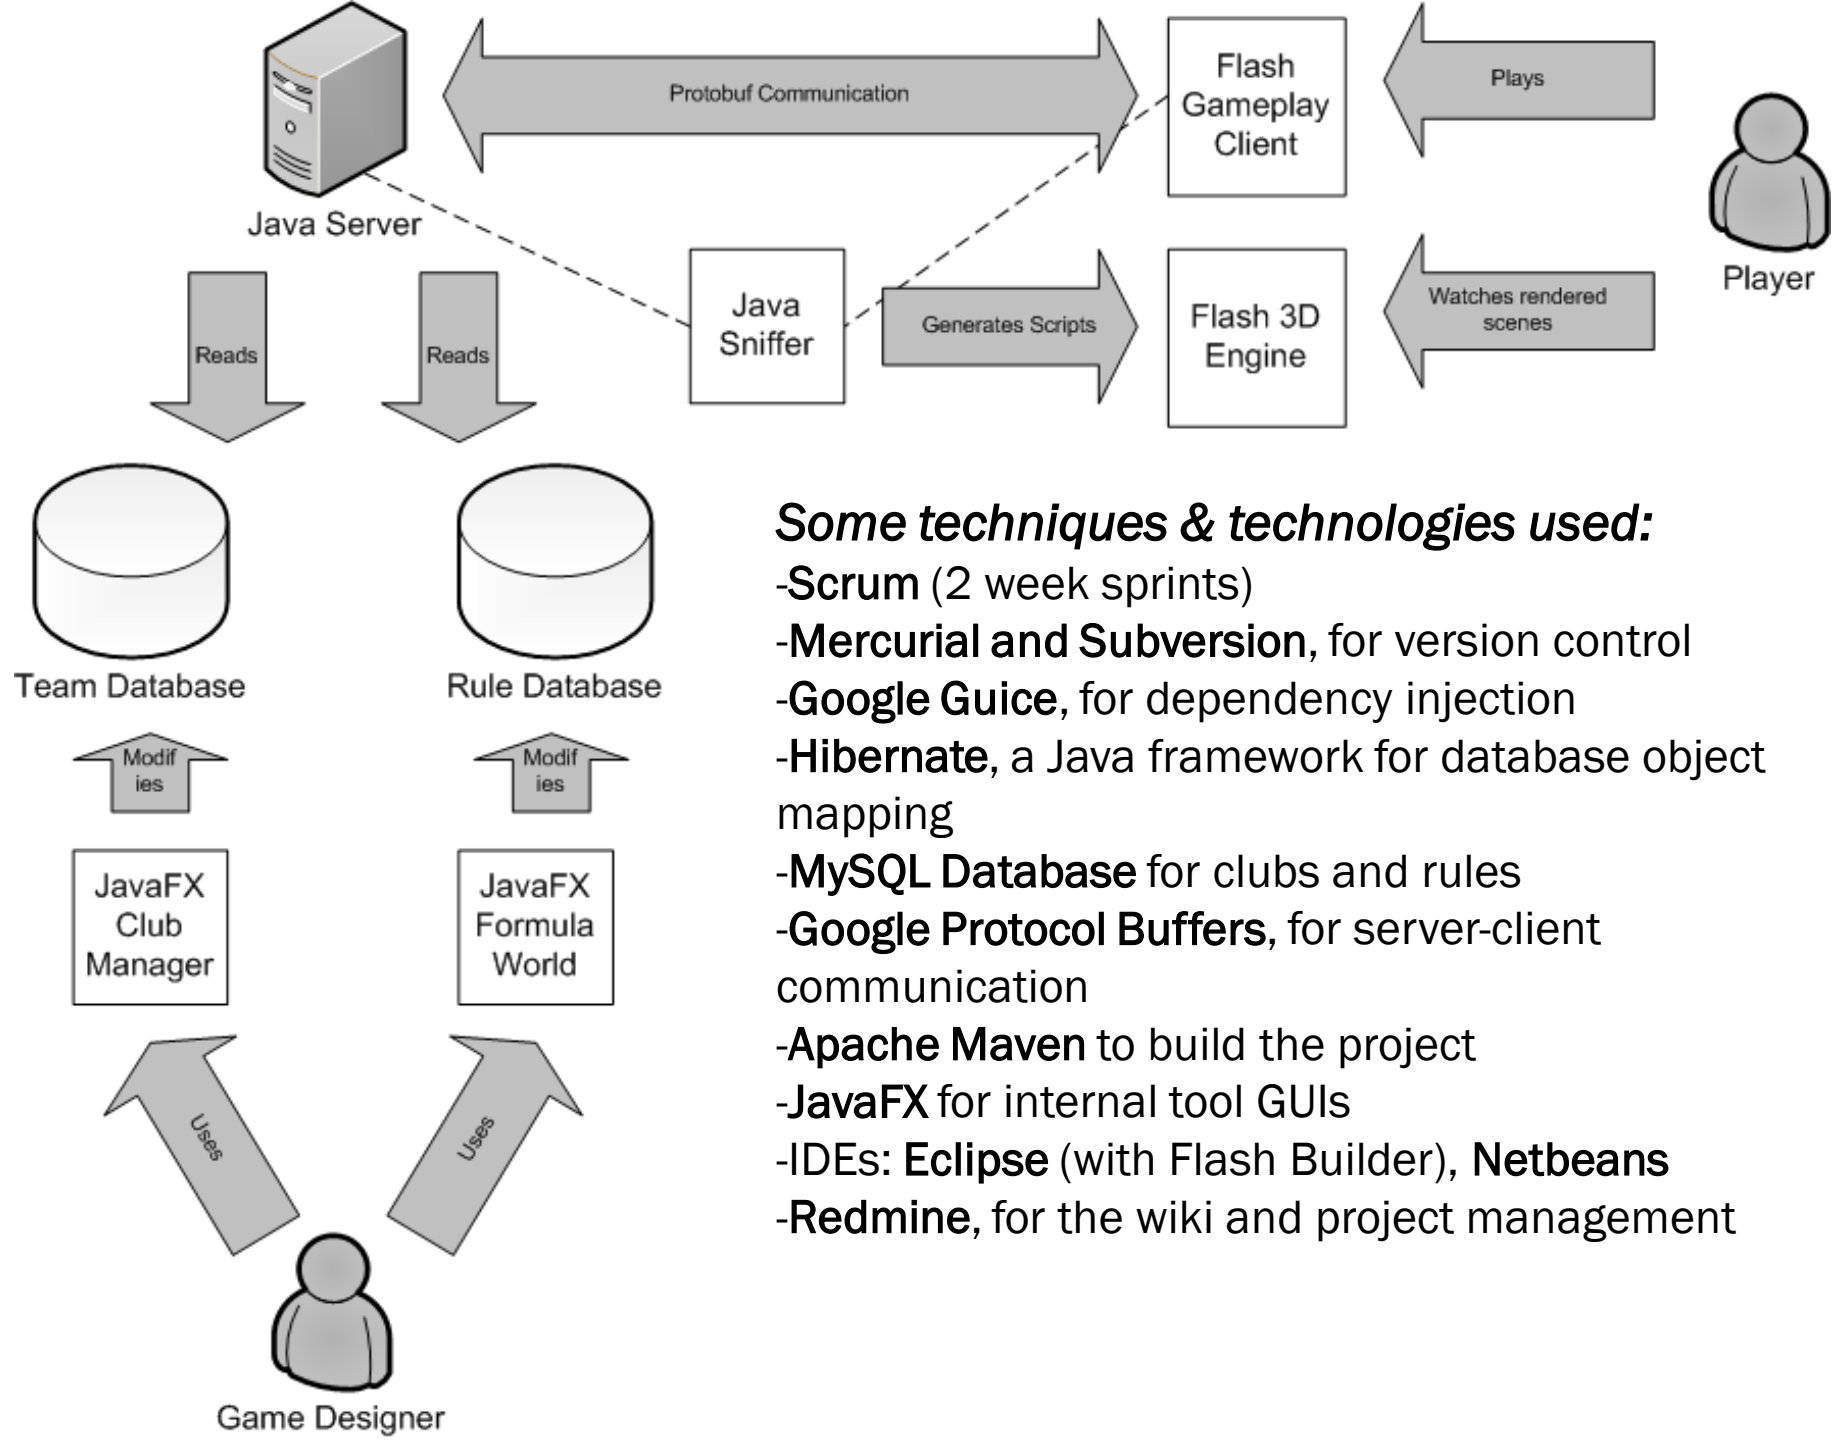 Protobuf Communication
Flash
Gameplay
Client
Plays
Java Server
Player
Java
Sniffer
Generates Scripts
Flash 3D
Engine
Watches rendered
scenes
Reads
Reads
Team Database
Rule Database
Modif
ies
Modif
ies
JavaFX
Club
Manager
JavaFX
Formula
World
Uses
Uses
Game Designer
Some techniques & technologies used:
-Scrum (2 week sprints)
-Mercurial and Subversion, for version control
-Google Guice, for dependency injection
-Hibernate, a Java framework for database object
mapping
-MySQL Database for clubs and rules
-Google Protocol Buffers, for server-client
communication
-Apache Maven to build the project
-JavaFX for internal tool GUIs
-IDEs: Eclipse (with Flash Builder), Netbeans
-Redmine, for the wiki and project management